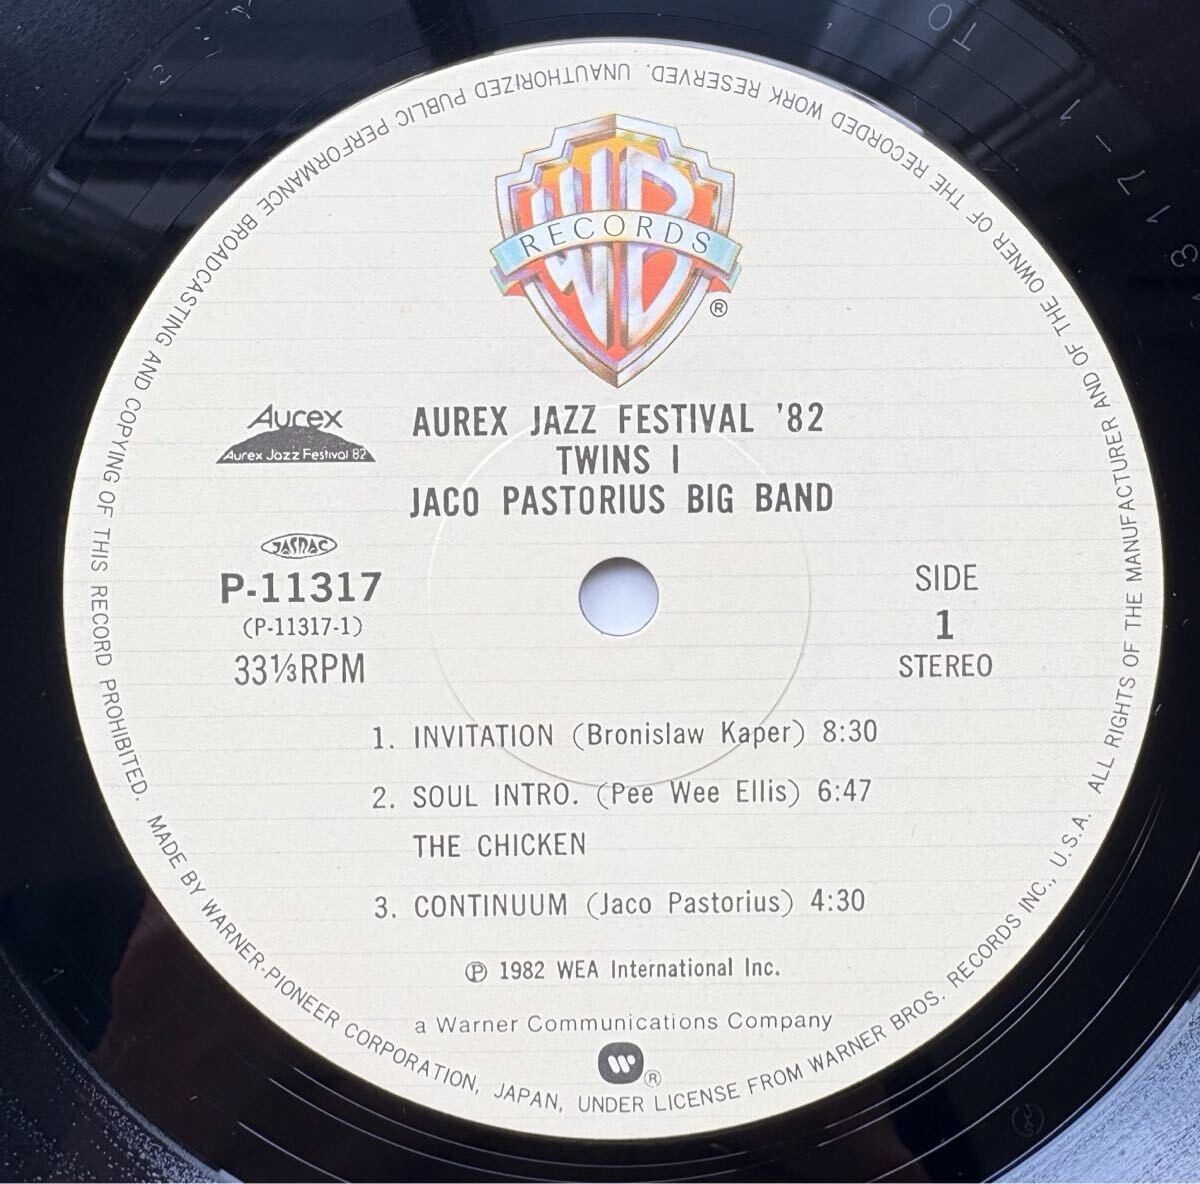 WB
RECORDS
®
AUREX JAZZ FESTIVAL '82
TWINS I
JACO PASTORIUS BIG BAND
Aurex
Aurex Jazz Festival 82
JASRAC
P-11317
(P-11317-1)
33⅓RPM
SIDE
1
STEREO
1. INVITATION (Bronislaw Kaper) 8:30
2. SOUL INTRO. (Pee Wee Ellis) 6:47
THE CHICKEN
3. CONTINUUM (Jaco Pastorius) 4:30
Ⓟ 1982 WEA International Inc.
a Warner Communications Company
®
MADE BY WARNER-PIONEER CORPORATION, JAPAN, UNDER LICENSE FROM WARNER BROS. RECORDS INC., U.S.A. ALL RIGHTS OF THE MANUFACTURER AND OF THE OWNER OF THE RECORDED WORK RESERVED. UNAUTHORIZED PUBLIC PERFORMANCE BROADCASTING AND COPYING OF THIS RECORD PROHIBITED.